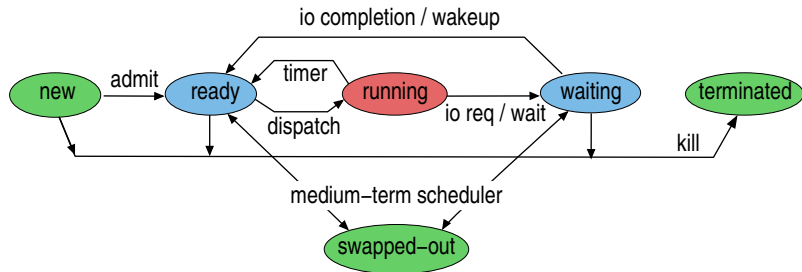 io completion / wakeup
new
admit
ready
timer
dispatch
running
io req / wait
waiting
terminated
kill
medium−term scheduler
swapped−out